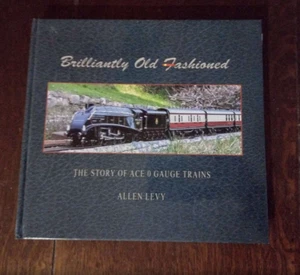 Brilliantly Old Fashioned
THE STORY OF ACE 0 GAUGE TRAINS
ALLEN LEVY